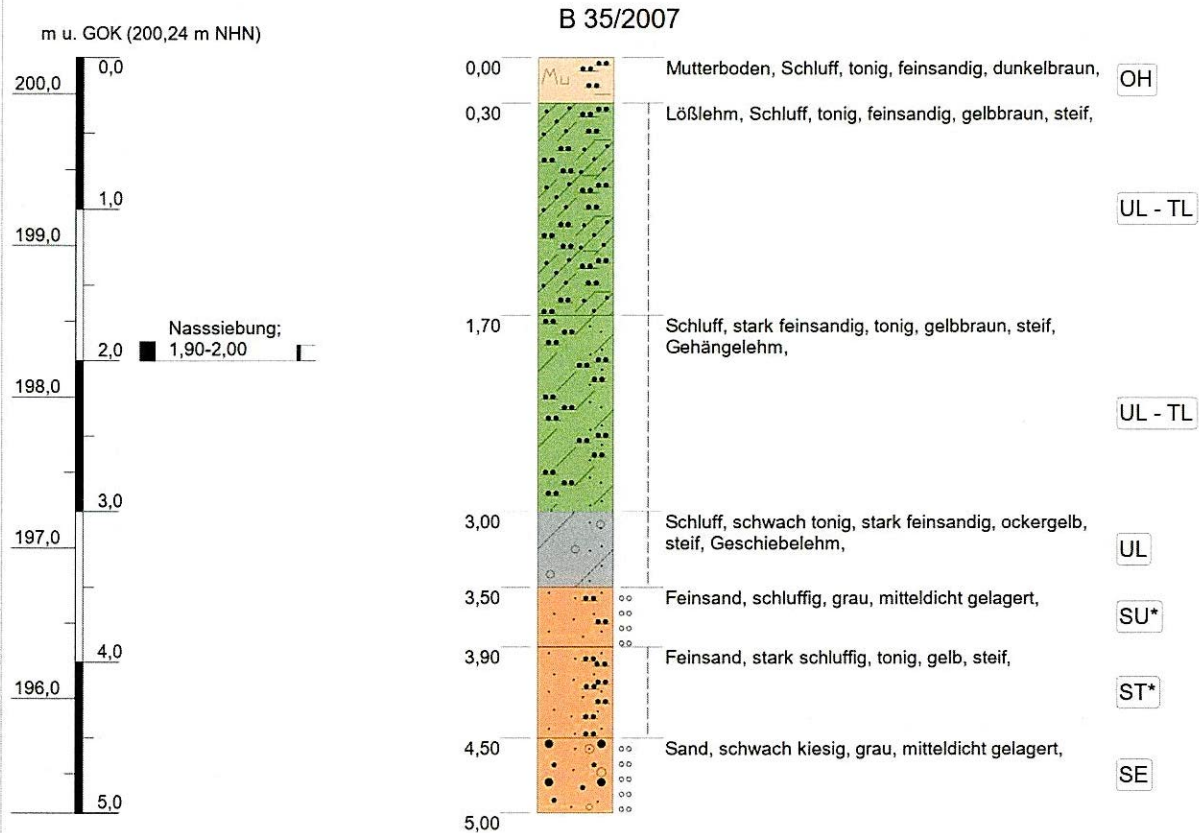 B 35/2007
m u. GOK (200,24 m NHN)
0,0
200,0
1,0
199,0
2,0
198,0
3,0
197,0
4,0
196,0
5,0
Nasssiebung;
1,90-2,00
0,00
Mu
Mutterboden, Schluff, tonig, feinsandig, dunkelbraun,
OH
0,30
Lößlehm, Schluff, tonig, feinsandig, gelbbraun, steif,
UL - TL
1,70
Schluff, stark feinsandig, tonig, gelbbraun, steif,
Gehängelehm,
UL - TL
3,00
Schluff, schwach tonig, stark feinsandig, ockergelb,
steif, Geschiebelehm,
UL
3,50
Feinsand, schluffig, grau, mitteldicht gelagert,
SU*
3,90
Feinsand, stark schluffig, tonig, gelb, steif,
ST*
4,50
Sand, schwach kiesig, grau, mitteldicht gelagert,
SE
5,00